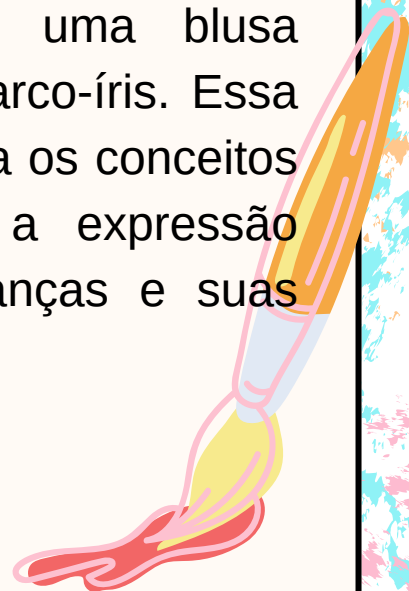 uma blusa
arco-íris. Essa
a os conceitos
a expressão
anças e suas